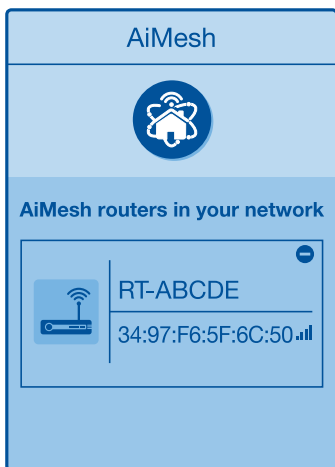 AiMesh
AiMesh routers in your network
RT-ABCDE
34:97:F6:5F:6C:50